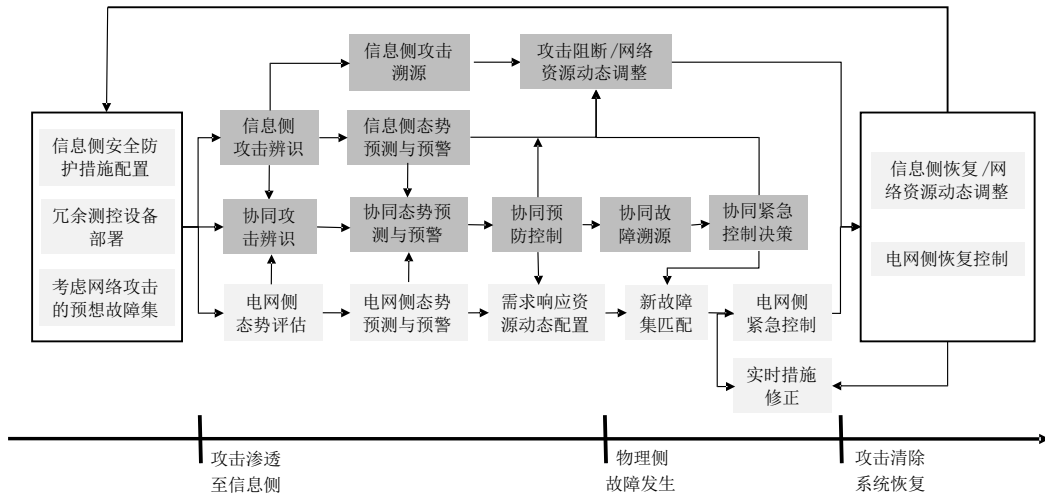 信息侧攻击
溯源
攻击阻断/网络
资源动态调整
信息侧安全防
护措施配置
冗余测控设备
部署
考虑网络攻击
的预想故障集
信息侧
攻击辨识
信息侧态势
预测与预警
协同攻
击辨识
协同态势预
测与预警
协同预
防控制
协同故
障溯源
协同紧急
控制决策
电网侧
态势评估
电网侧态势
预测与预警
需求响应资
源动态配置
新故障
集匹配
电网侧
紧急控制
实时措施
修正
信息侧恢复/网
络资源动态调整
电网侧恢复控制
攻击渗透
至信息侧
物理侧
故障发生
攻击清除
系统恢复